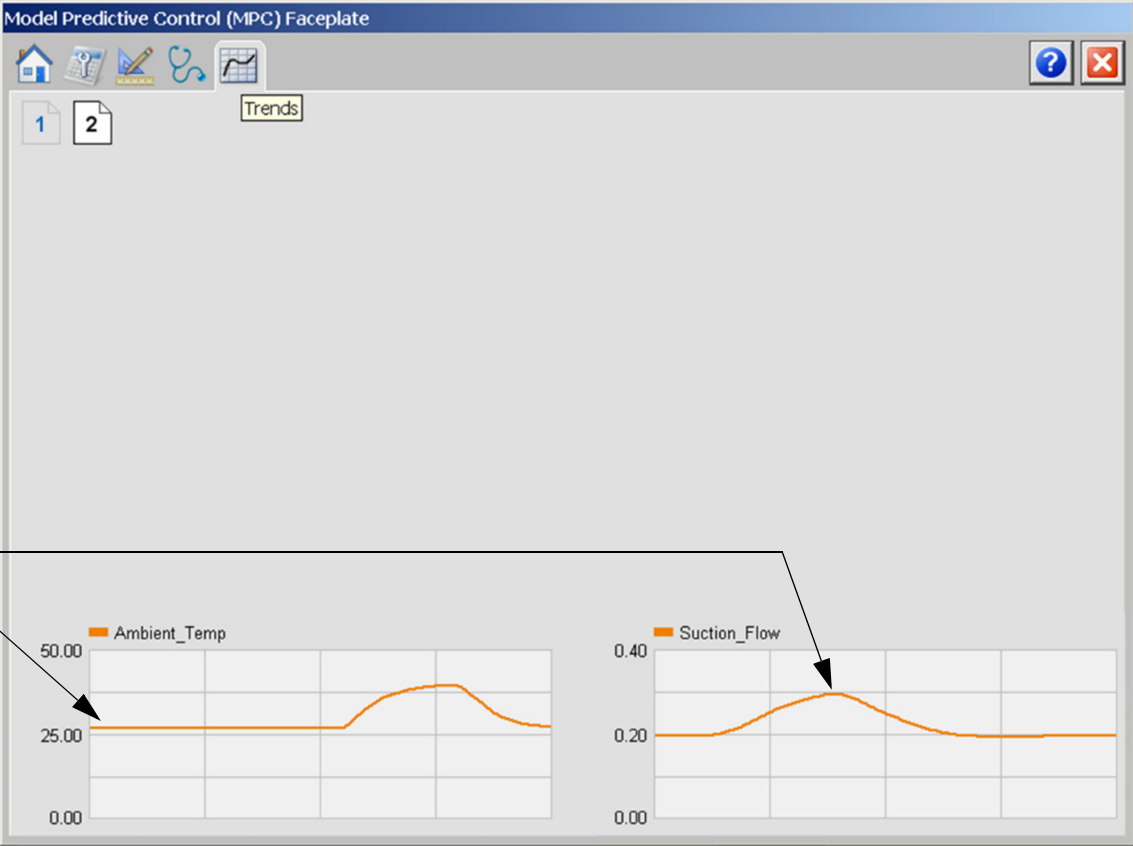 Model Predictive Control (MPC) Faceplate
?
1
2
Trends
Ambient_Temp
50.00
25.00
0.00
Suction_Flow
0.40
0.20
0.00